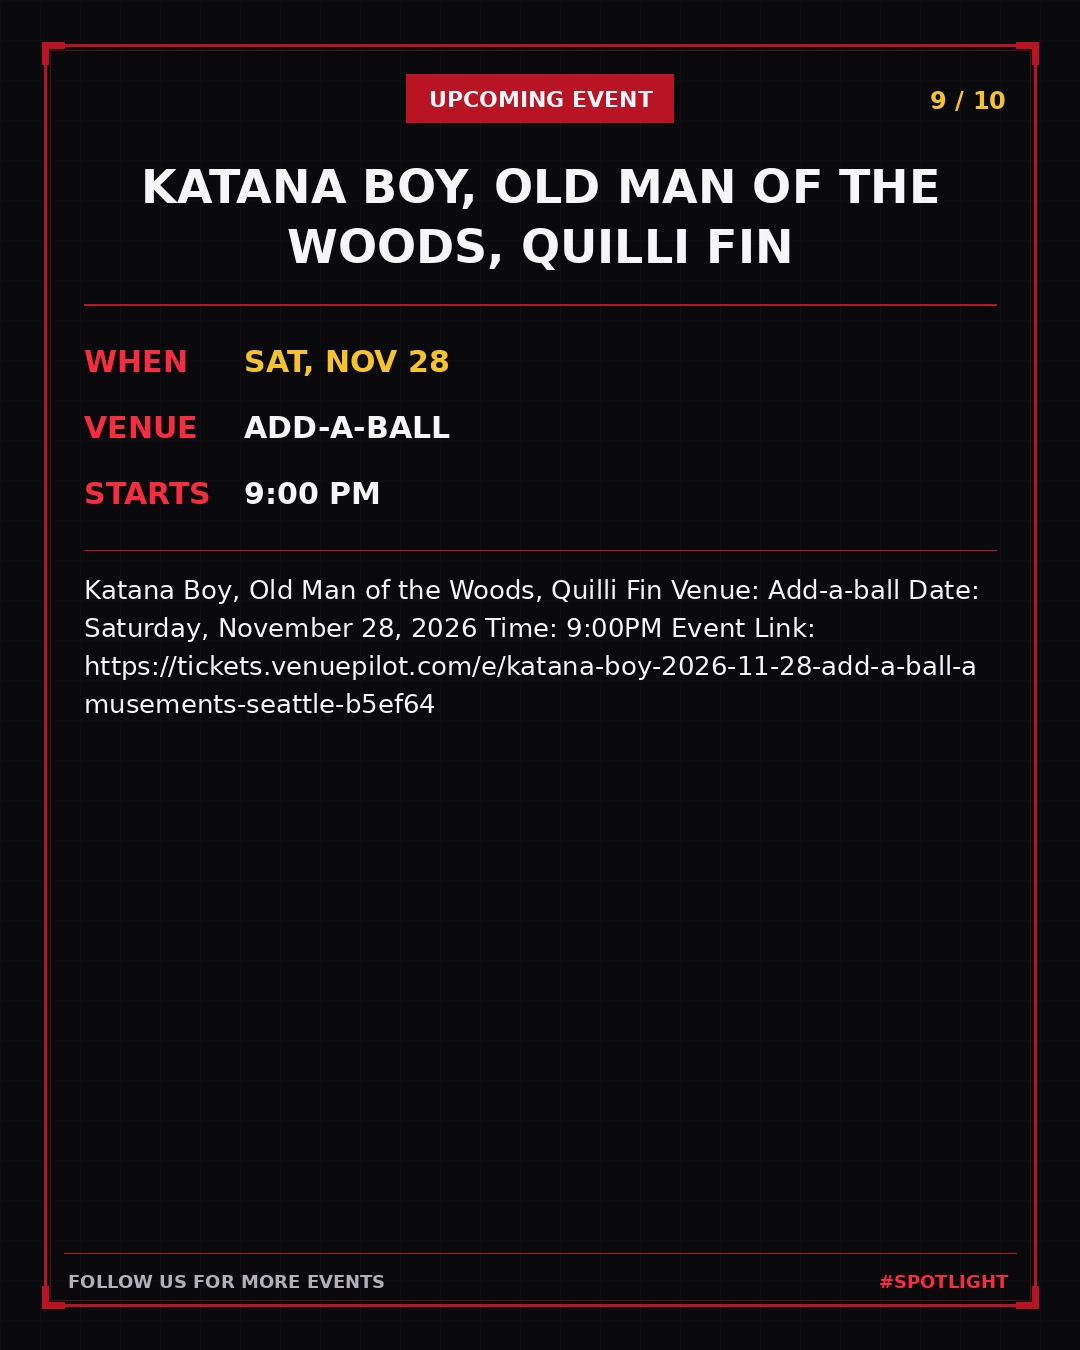 UPCOMING EVENT
9 / 10
KATANA BOY, OLD MAN OF THE
WOODS, QUILLI FIN
WHEN SAT, NOV 28
VENUE ADD-A-BALL
STARTS 9:00 PM
Katana Boy, Old Man of the Woods, Quilli Fin Venue: Add-a-ball Date:
Saturday, November 28, 2026 Time: 9:00PM Event Link:
https://tickets.venuepilot.com/e/katana-boy-2026-11-28-add-a-ball-a
musements-seattle-b5ef64
FOLLOW US FOR MORE EVENTS
#SPOTLIGHT